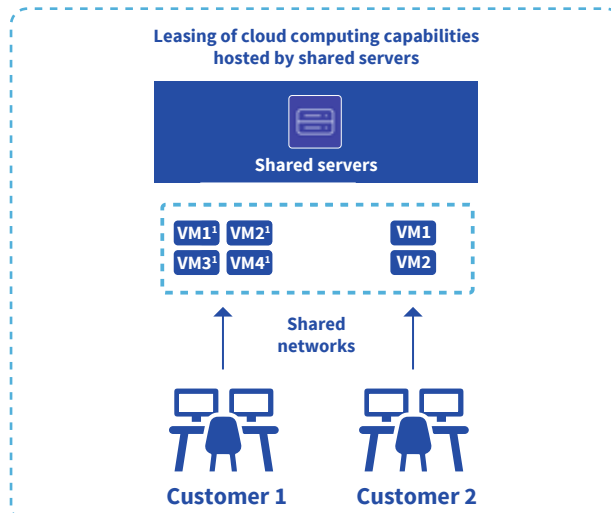 Leasing of cloud computing capabilities
hosted by shared servers
Shared servers
VM1¹ VM2¹ VM1
VM3¹ VM4¹ VM2
Shared
networks
Customer 1 Customer 2